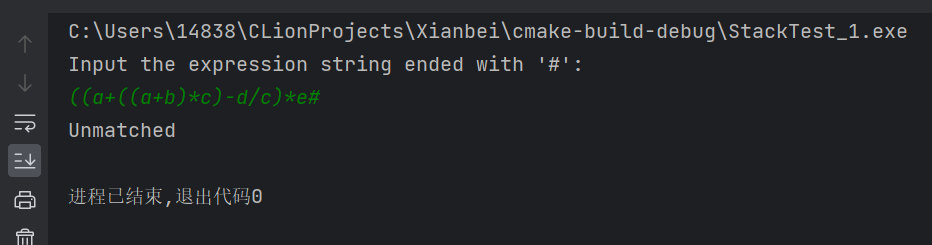 C:\Users\14838\CLionProjects\Xianbei\cmake-build-debug\StackTest_1.exe
Input the expression string ended with '#':
((a+((a+b)*c)-d/c)*e#
Unmatched
进程已结束,退出代码0